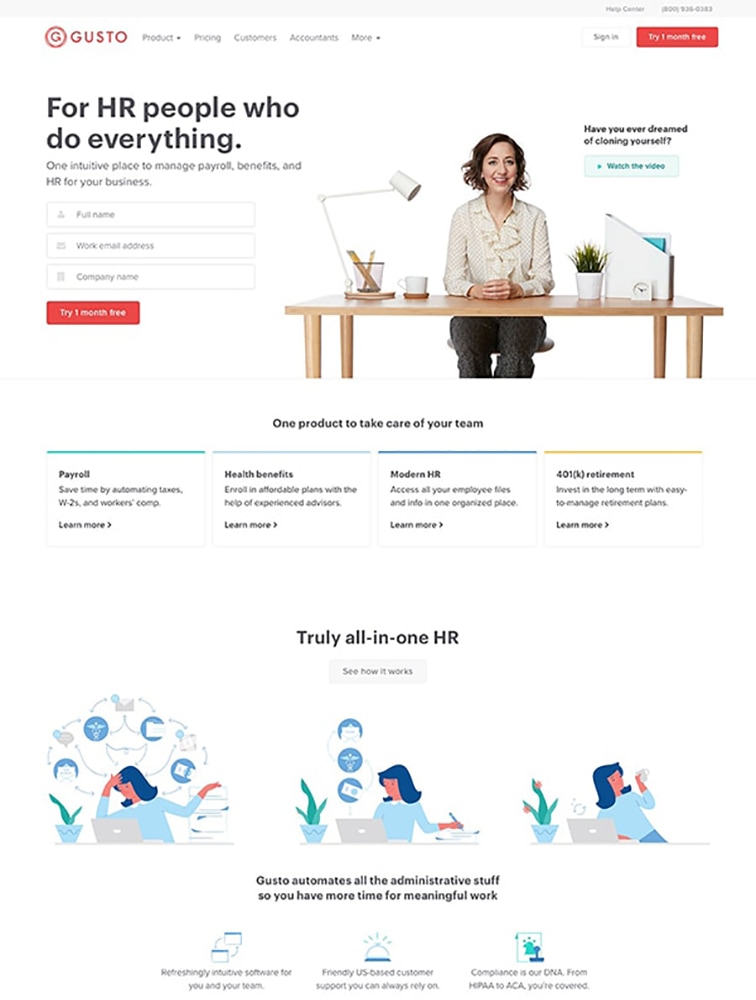 Help Center (800) 936-0383
G GUSTO Product Pricing Customers Accountants More Sign in Try 1 month free
For HR people who
do everything.
One intuitive place to manage payroll, benefits, and
HR for your business.
Full name
Work email address
Company name
Try 1 month free
Have you ever dreamed
of cloning yourself?
Watch the video
One product to take care of your team
Payroll
Save time by automating taxes,
W-2s, and workers' comp.
Learn more >
Health benefits
Enroll in affordable plans with the
help of experienced advisors.
Learn more >
Modern HR
Access all your employee files
and info in one organized place.
Learn more >
401(k) retirement
Invest in the long term with easy-
to-manage retirement plans.
Learn more >
Truly all-in-one HR
See how it works
Gusto automates all the administrative stuff
so you have more time for meaningful work
Refreshingly intuitive software for
you and your team.
Friendly US-based customer
support you can always rely on.
Compliance is our DNA. From
HIPAA to ACA, you're covered.